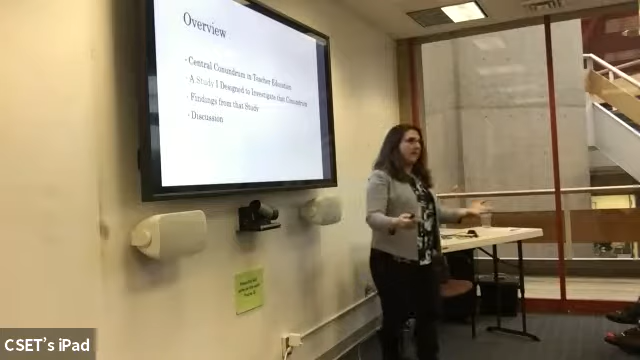 Overview
· Central Conundrum in Teacher Education
· A Study I Designed to Investigate that Conundrum
· Findings from that Study
· Discussion
CSET's iPad